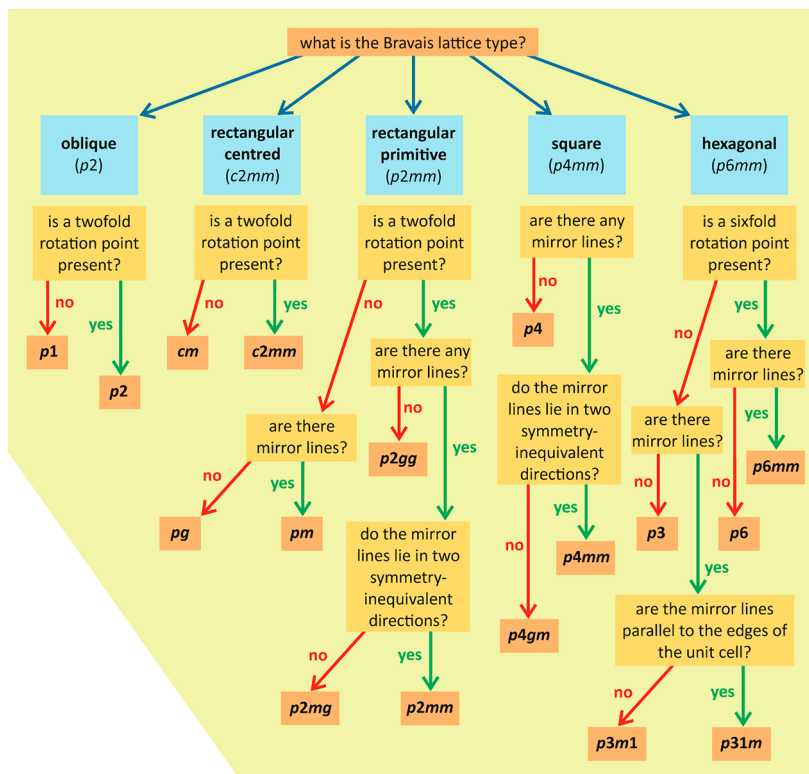 what is the Bravais lattice type?
oblique
(p2)
rectangular
centred
(c2mm)
rectangular
primitive
(p2mm)
square
(p4mm)
hexagonal
(p6mm)
is a twofold
rotation point
present?
is a twofold
rotation point
present?
is a twofold
rotation point
present?
are there any
mirror lines?
is a sixfold
rotation point
present?
no
yes
p1
p2
no
yes
cm
c2mm
no
yes
are there
mirror lines?
no
yes
pg
pm
are there any
mirror lines?
no
yes
p2gg
do the mirror
lines lie in two
symmetry-
inequivalent
directions?
no
yes
p2mg
p2mm
no
yes
p4
do the mirror
lines lie in two
symmetry-
inequivalent
directions?
no
yes
p4gm
p4mm
no
yes
are there
mirror lines?
no
yes
p3
are there
mirror lines?
no
yes
p6
p6mm
are the mirror lines
parallel to the edges of
the unit cell?
no
yes
p3m1
p31m